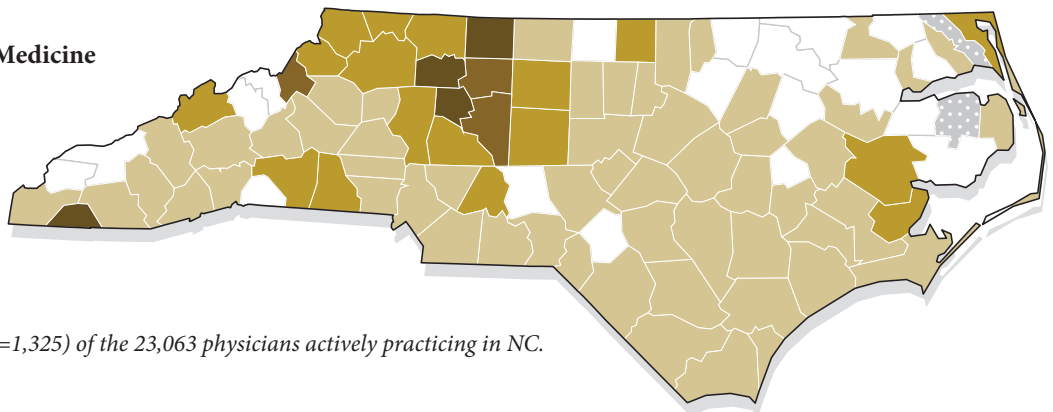 Medicine
=1,325) of the 23,063 physicians actively practicing in NC.